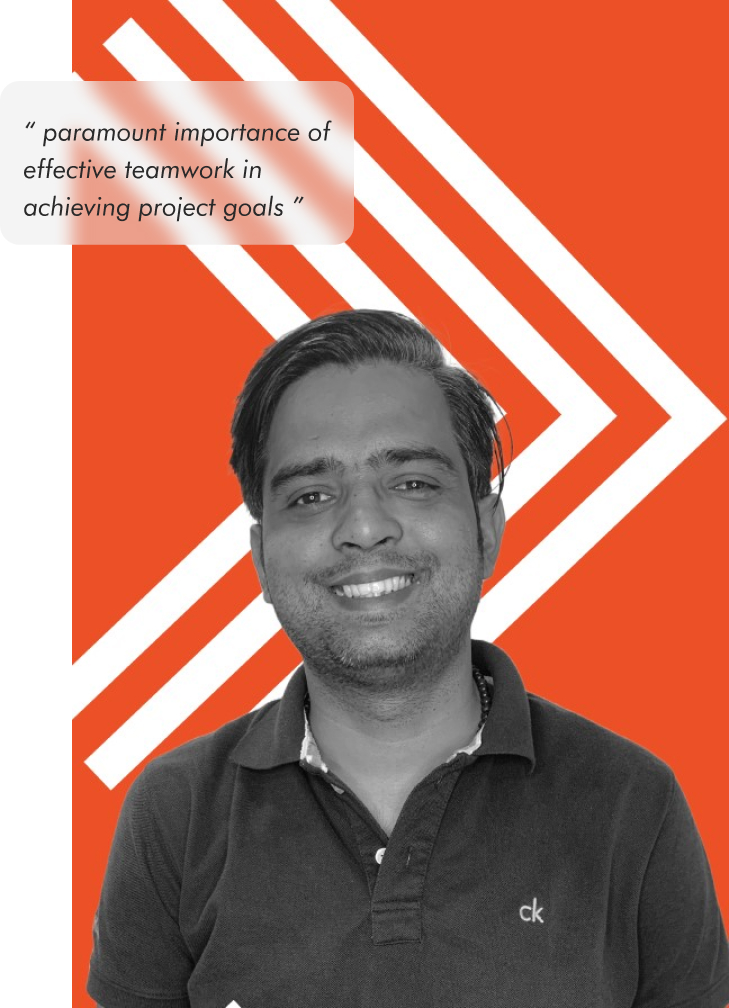 “ paramount importance of
effective teamwork in
achieving project goals ”
ck